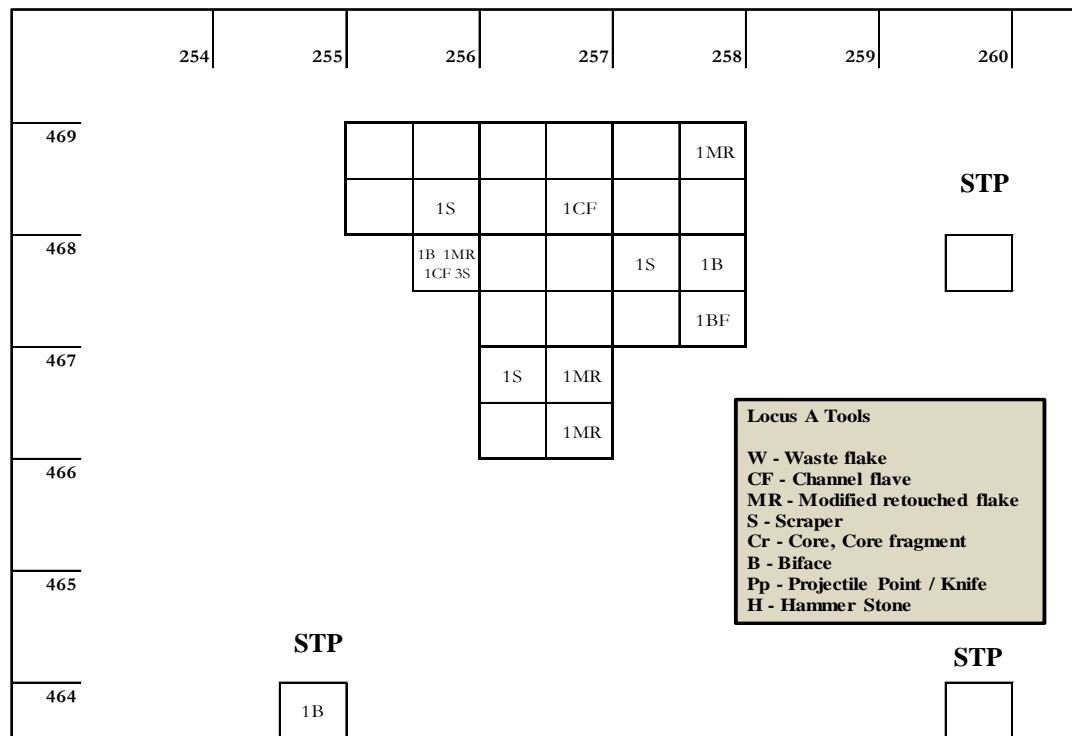 254 255 256 257 258 259 260
469
1MR
STP
1S 1CF
468
1B 1MR
1CF 3S
1S 1B
1BF
467
1S 1MR
1MR
466
Locus A Tools
W - Waste flake
CF - Channel flave
MR - Modified retouched flake
S - Scraper
Cr - Core, Core fragment
B - Biface
Pp - Projectile Point / Knife
H - Hammer Stone
465
STP
STP
464
1B